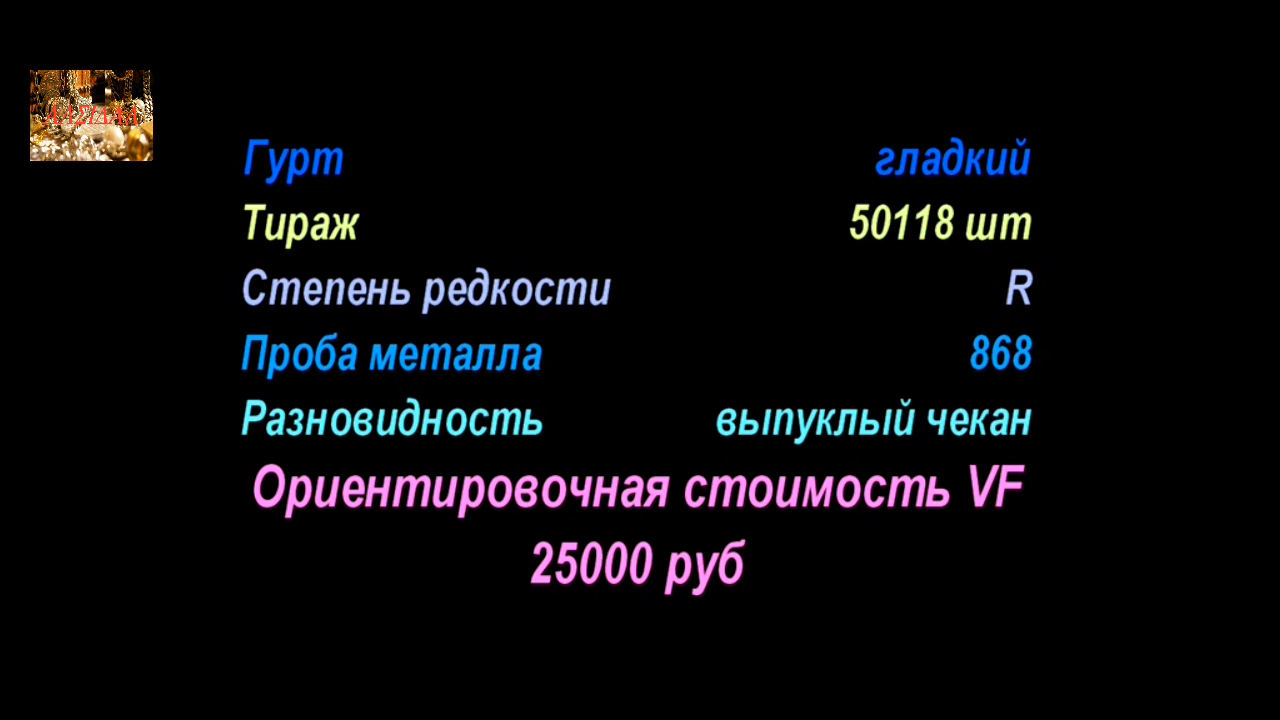 Гурт гладкий
Тираж 50118 шт
Степень редкости R
Проба металла 868
Разновидность выпуклый чекан
Ориентировочная стоимость VF
25000 руб